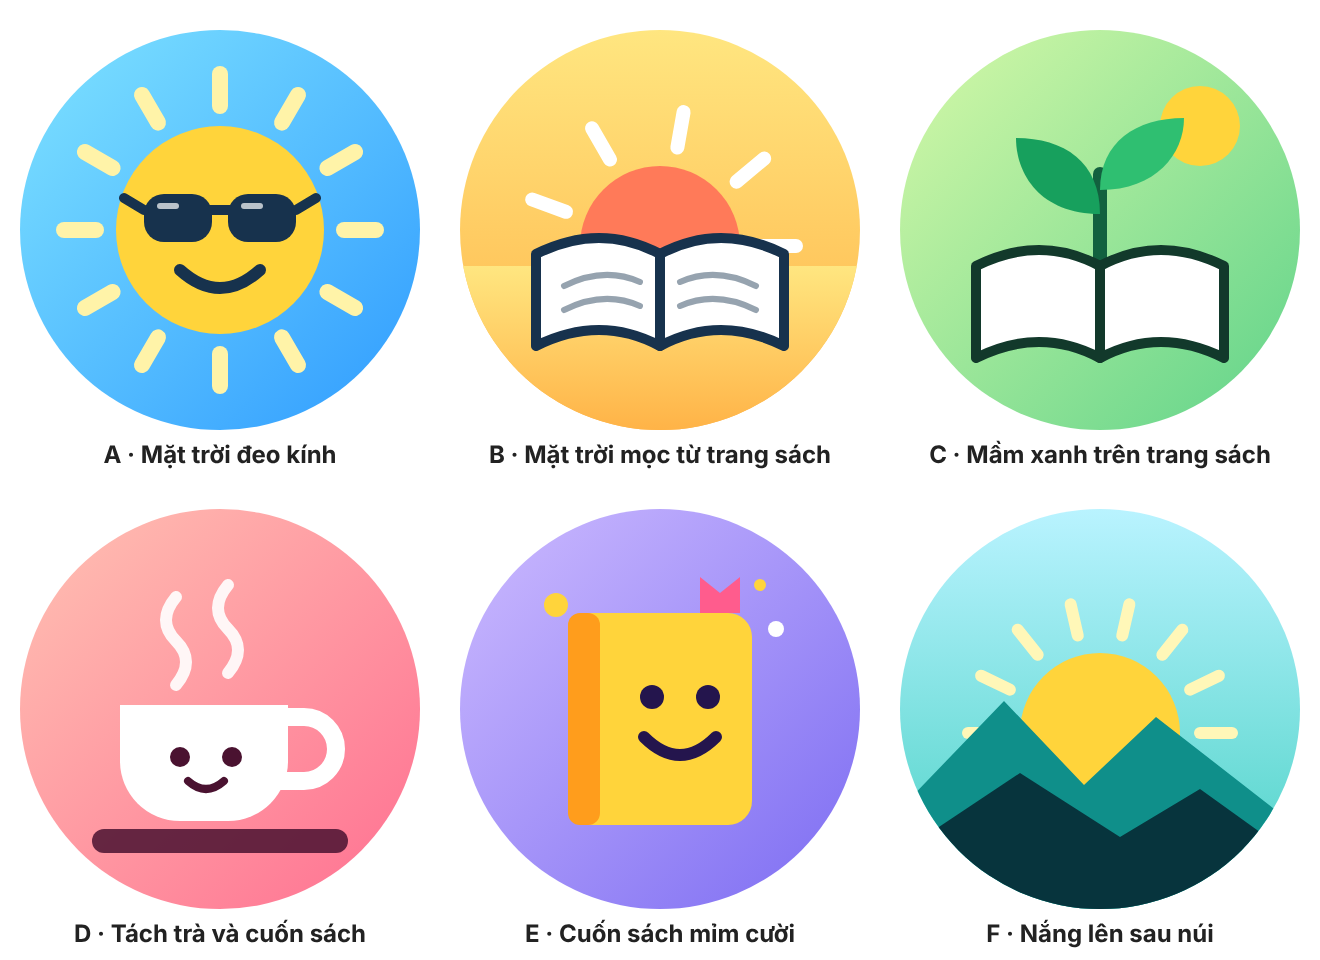 A · Mặt trời đeo kính
B · Mặt trời mọc từ trang sách
C · Mầm xanh trên trang sách
D · Tách trà và cuốn sách
E · Cuốn sách mỉm cười
F · Nắng lên sau núi